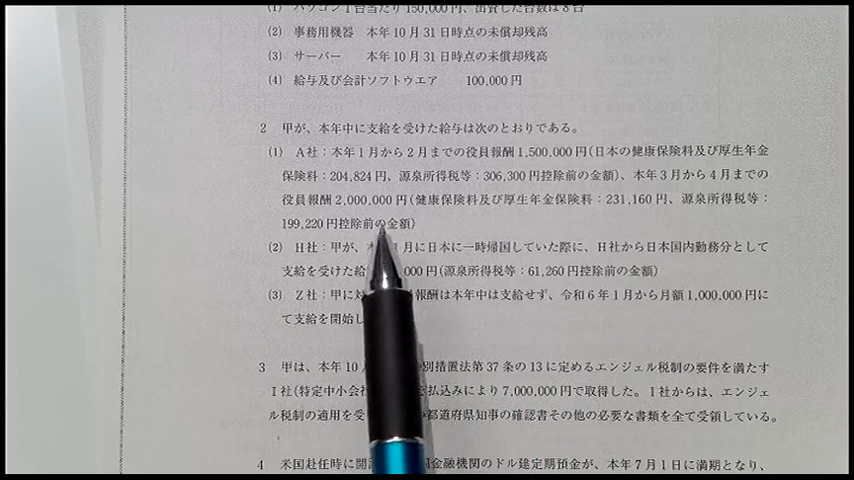 (1) パソコン1台当たり 150,000円、出資した台数は8台
(2) 事務用機器 本年10月31日時点の未償却残高
(3) サーバー 本年10月31日時点の未償却残高
(4) 給与及び会計ソフトウエア 100,000円
2 甲が、本年中に支給を受けた給与は次のとおりである。
(1) A社：本年1月から2月までの役員報酬1,500,000円(日本の健康保険料及び厚生年金
保険料：204,824円、源泉所得税等：306,300円控除前の金額)、本年3月から4月までの
役員報酬2,000,000円(健康保険料及び厚生年金保険料：231,160円、源泉所得税等：
199,220円控除前の金額)
(2) H社：甲が、本 月に日本に一時帰国していた際に、H社から日本国内勤務分として
支給を受けた給 000円(源泉所得税等：61,260円控除前の金額)
(3) Z社：甲に対 報酬は本年中は支給せず、令和6年1月から月額1,000,000円に
て支給を開始し
3 甲は、本年10 別措置法第37条の13に定めるエンジェル税制の要件を満たす
I社(特定中小会 払込みにより7,000,000円で取得した。I社からは、エンジェ
ル税制の適用を受 都道府県知事の確認書その他の必要な書類を全て受領している。
4 米国赴任時に開 金融機関のドル建定期預金が、本年7月1日に満期となり、